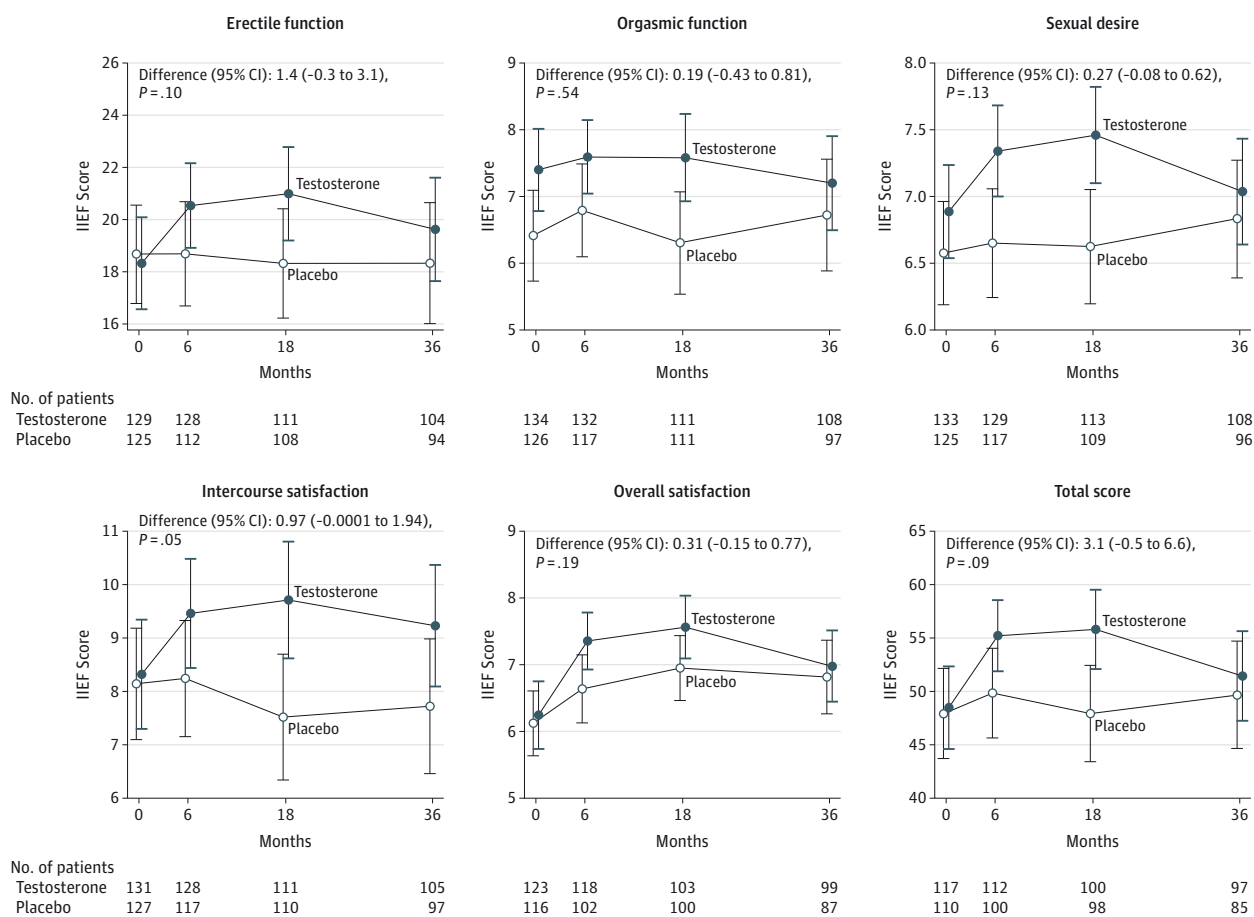 Erectile function
26
24
22
20
18
16
IIEF Score
Difference (95% CI): 1.4 (-0.3 to 3.1),
P = .10
Testosterone
Placebo
0 6 18 36
Months
Orgasmic function
9
8
7
6
5
IIEF Score
Difference (95% CI): 0.19 (-0.43 to 0.81),
P = .54
Testosterone
Placebo
0 6 18 36
Months
Sexual desire
8.0
7.5
7.0
6.5
6.0
IIEF Score
Difference (95% CI): 0.27 (-0.08 to 0.62),
P = .13
Testosterone
Placebo
0 6 18 36
Months
No. of patients
Testosterone 129 128 111 104 134 132 111 108 133 129 113 108
Placebo 125 112 108 94 126 117 111 97 125 117 109 96
Intercourse satisfaction
11
10
9
8
7
6
IIEF Score
Difference (95% CI): 0.97 (-0.0001 to 1.94),
P = .05
Testosterone
Placebo
0 6 18 36
Months
Overall satisfaction
9
8
7
6
5
IIEF Score
Difference (95% CI): 0.31 (-0.15 to 0.77),
P = .19
Testosterone
Placebo
0 6 18 36
Months
Total score
65
60
55
50
45
40
IIEF Score
Difference (95% CI): 3.1 (-0.5 to 6.6),
P = .09
Testosterone
Placebo
0 6 18 36
Months
No. of patients
Testosterone 131 128 111 105 123 118 103 99 117 112 100 97
Placebo 127 117 110 97 116 102 100 87 110 100 98 85